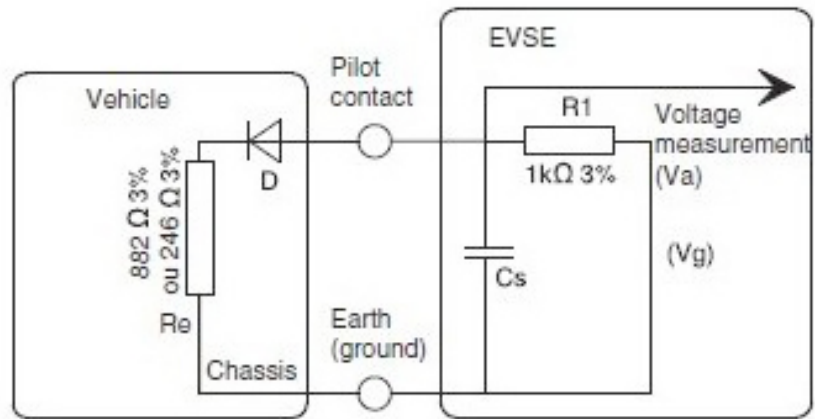 EVSE
Vehicle
Pilot
contact
R1
Voltage
measurement
(Va)
1kΩ 3%
D
882 Ω 3%
ou 246 Ω 3%
(Vg)
Cs
Re
Earth
(ground)
Chassis